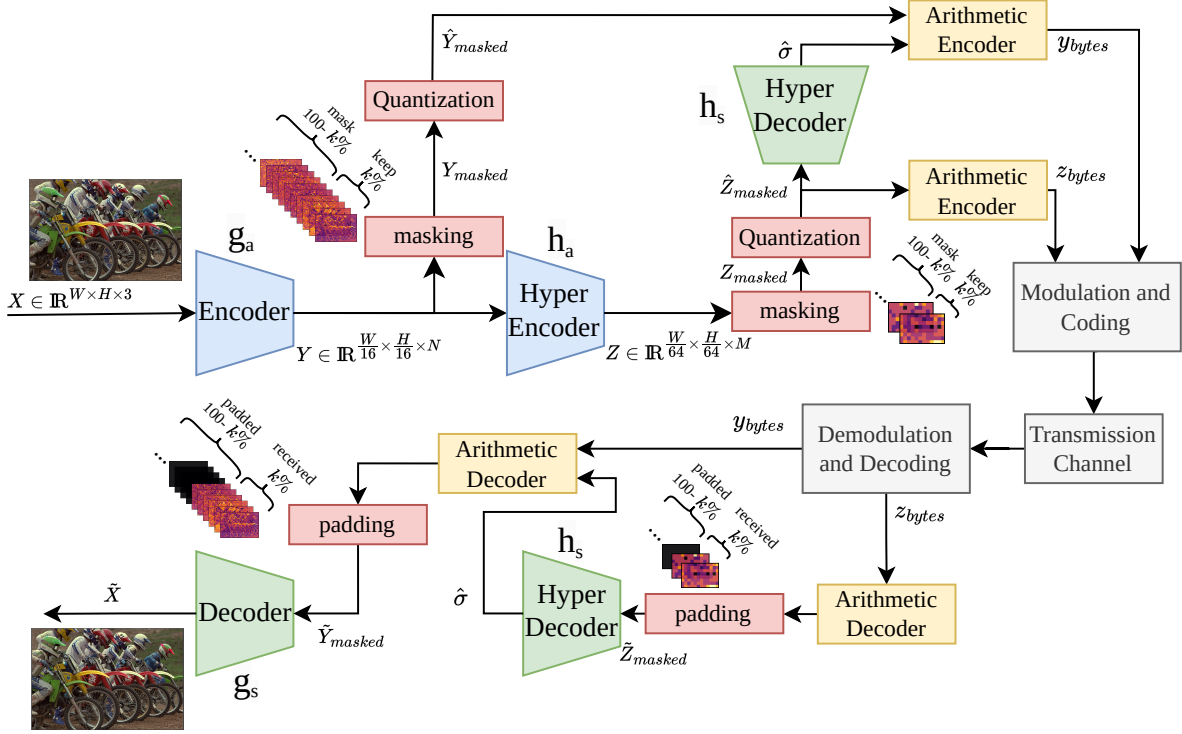 Ŷ_masked
Arithmetic
Encoder
y_bytes
σ̂
Quantization
Hyper
Decoder
h_s
mask
100- k%
keep
k%
Y_masked
Ẑ_masked
Arithmetic
Encoder
z_bytes
g_a
masking
h_a
Quantization
mask
100- k%
keep
k%
Z_masked
X ∈ ℝ^{W×H×3}
Encoder
Hyper
Encoder
masking
Modulation and
Coding
Y ∈ ℝ^{W/16 × H/16 × N}
Z ∈ ℝ^{W/64 × H/64 × M}
padded
100- k%
received
k%
Arithmetic
Decoder
y_bytes
Demodulation
and Decoding
Transmission
Channel
padding
padded
100- k%
received
k%
z_bytes
h_s
X̃
Decoder
Ỹ_masked
σ̂
Hyper
Decoder
Z̃_masked
padding
Arithmetic
Decoder
g_s